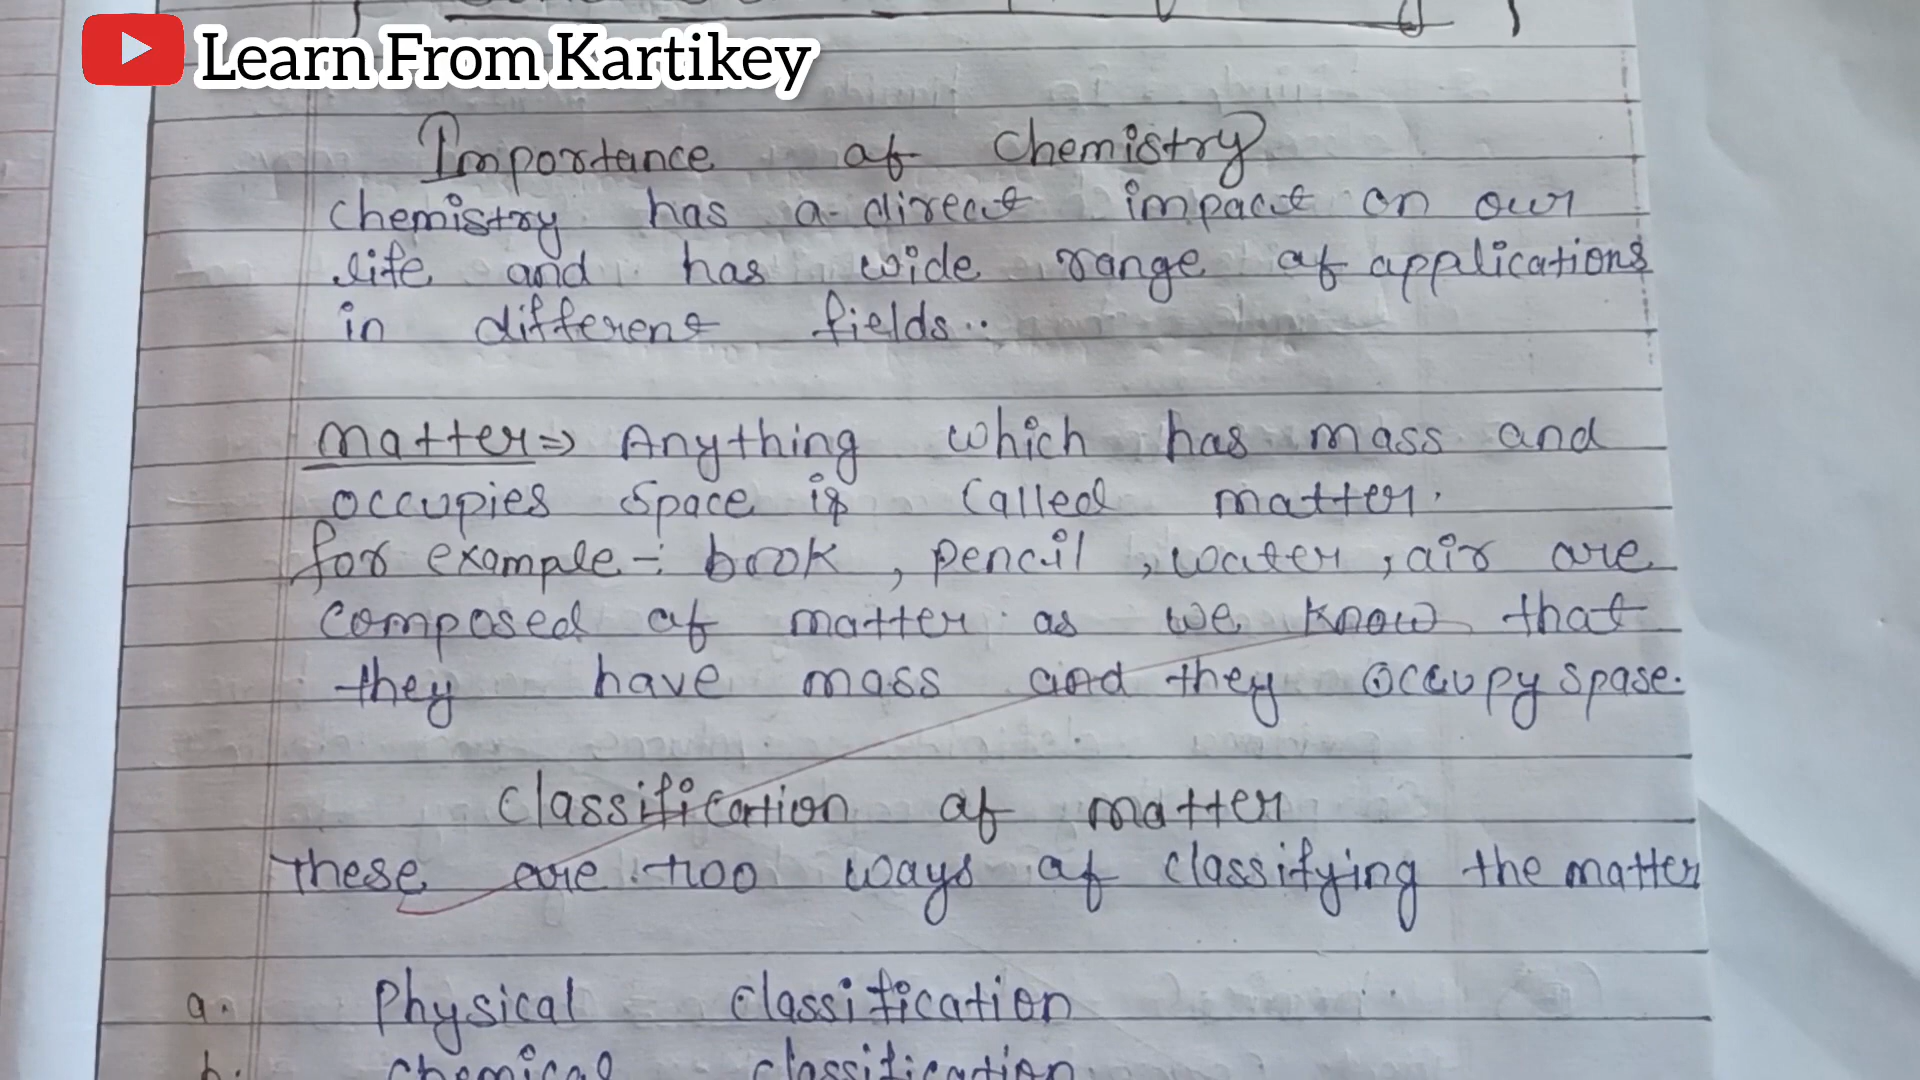 Learn From Kartikey
Importance of Chemistry
chemistry has a direct impact on our
life and has wide range of applications
in different fields..
matter⇒ Anything which has mass and
occupies space is called matter.
for example -: book, pencil, water, air are
composed of matter as we know that
they have mass and they occupy spase.
Classification of matter
These are two ways of classifying the matter
a. Physical classification
b. chemical classification